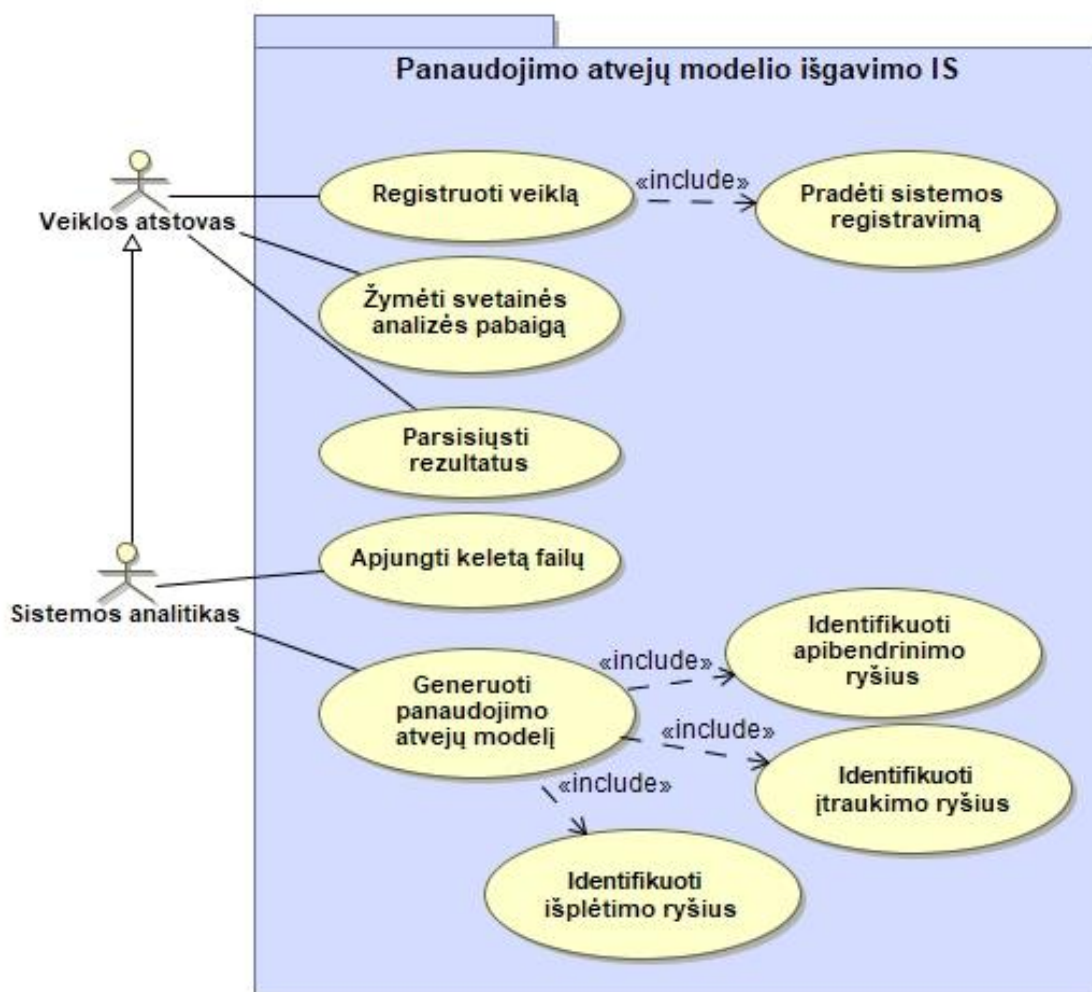 Panaudojimo atvejų modelio išgavimo IS
Veiklos atstovas
Registruoti veiklą
«include»
Pradėti sistemos
registravimą
Žymėti svetainės
analizės pabaigą
Parsisiųsti
rezultatus
Sistemos analitikas
Apjungti keletą failų
Generuoti
panaudojimo
atvejų modelį
«include»
Identifikuoti
apibendrinimo
ryšius
«include»
Identifikuoti
įtraukimo ryšius
«include»
Identifikuoti
išplėtimo ryšius